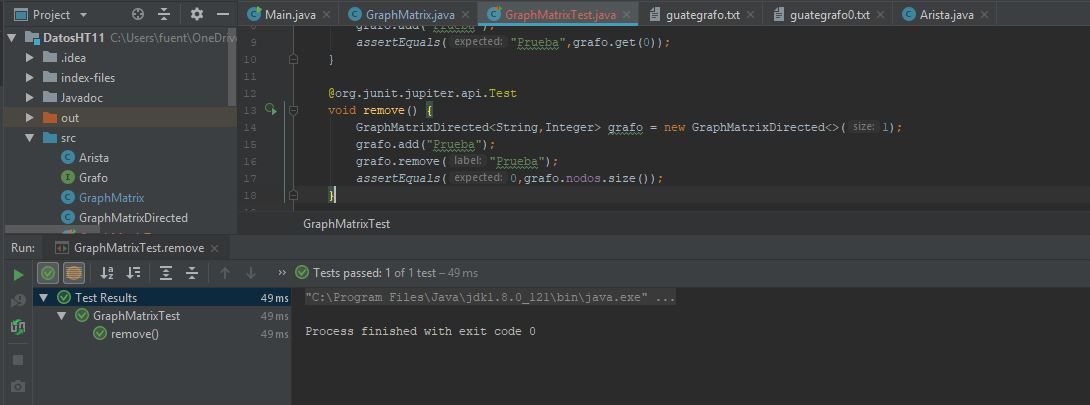 Project
Main.java
GraphMatrix.java
GraphMatrixTest.java
guategrafo.txt
guategrafo0.txt
Arista.java
DatosHT11 C:\Users\fuent\OneDrive
.idea
index-files
Javadoc
out
src
Arista
Grafo
GraphMatrix
GraphMatrixDirected
grafo.add("Prueba");
9 assertEquals( expected: "Prueba",grafo.get(0));
10 }
11
12 @org.junit.jupiter.api.Test
13 void remove() {
14 GraphMatrixDirected<String,Integer> grafo = new GraphMatrixDirected<>( size: 1);
15 grafo.add("Prueba");
16 grafo.remove( label: "Prueba");
17 assertEquals( expected: 0,grafo.nodos.size());
18 }
GraphMatrixTest
Run: GraphMatrixTest.remove
Tests passed: 1 of 1 test – 49 ms
Test Results 49 ms
GraphMatrixTest 49 ms
remove() 49 ms
"C:\Program Files\Java\jdk1.8.0_121\bin\java.exe" ...
Process finished with exit code 0